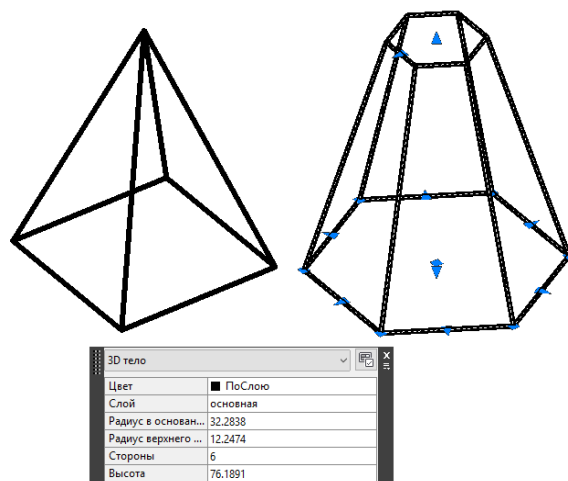 3D тело
Цвет ПоСлою
Слой основная
Радиус в основан... 32.2838
Радиус верхнего ... 12.2474
Стороны 6
Высота 76.1891